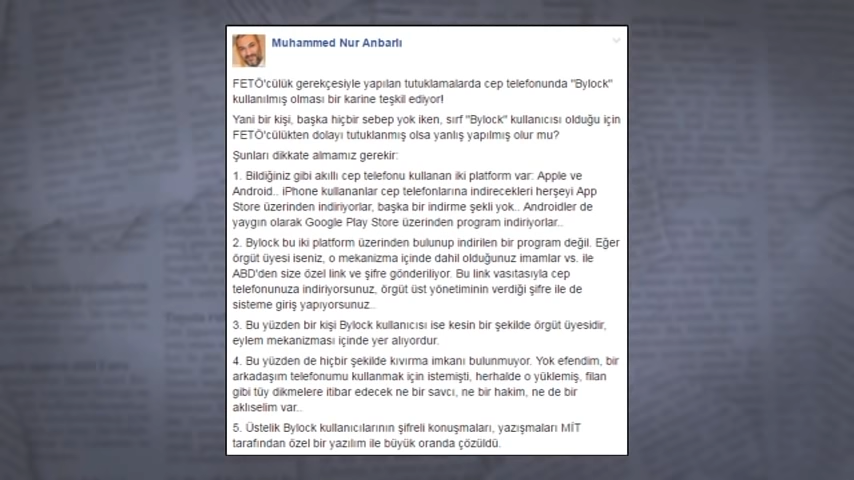 Muhammed Nur Anbarlı
FETÖ'cülük gerekçesiyle yapılan tutuklamalarda cep telefonunda "Bylock"
kullanılmış olması bir karine teşkil ediyor!
Yani bir kişi, başka hiçbir sebep yok iken, sırf "Bylock" kullanıcısı olduğu için
FETÖ'cülükten dolayı tutuklanmış olsa yanlış yapılmış olur mu?
Şunları dikkate almamız gerekir:
1. Bildiğiniz gibi akıllı cep telefonu kullanan iki platform var: Apple ve
Android.. iPhone kullananlar cep telefonlarına indirecekleri herşeyi App
Store üzerinden indiriyorlar, başka bir indirme şekli yok.. Androidler de
yaygın olarak Google Play Store üzerinden program indiriyorlar..
2. Bylock bu iki platform üzerinden bulunup indirilen bir program değil. Eğer
örgüt üyesi iseniz, o mekanizma içinde dahil olduğunuz imamlar vs. ile
ABD'den size özel link ve şifre gönderiliyor. Bu link vasıtasıyla cep
telefonunuza indiriyorsunuz, örgüt üst yönetiminin verdiği şifre ile de
sisteme giriş yapıyorsunuz..
3. Bu yüzden bir kişi Bylock kullanıcısı ise kesin bir şekilde örgüt üyesidir,
eylem mekanizması içinde yer alıyordur.
4. Bu yüzden de hiçbir şekilde kıvırma imkanı bulunmuyor. Yok efendim, bir
arkadaşım telefonumu kullanmak için istemişti, herhalde o yüklemiş, filan
gibi tüy dikmelere itibar edecek ne bir savcı, ne bir hakim, ne de bir
aklıselim var..
5. Üstelik Bylock kullanıcılarının şifreli konuşmaları, yazışmaları MİT
tarafından özel bir yazılım ile büyük oranda çözüldü.